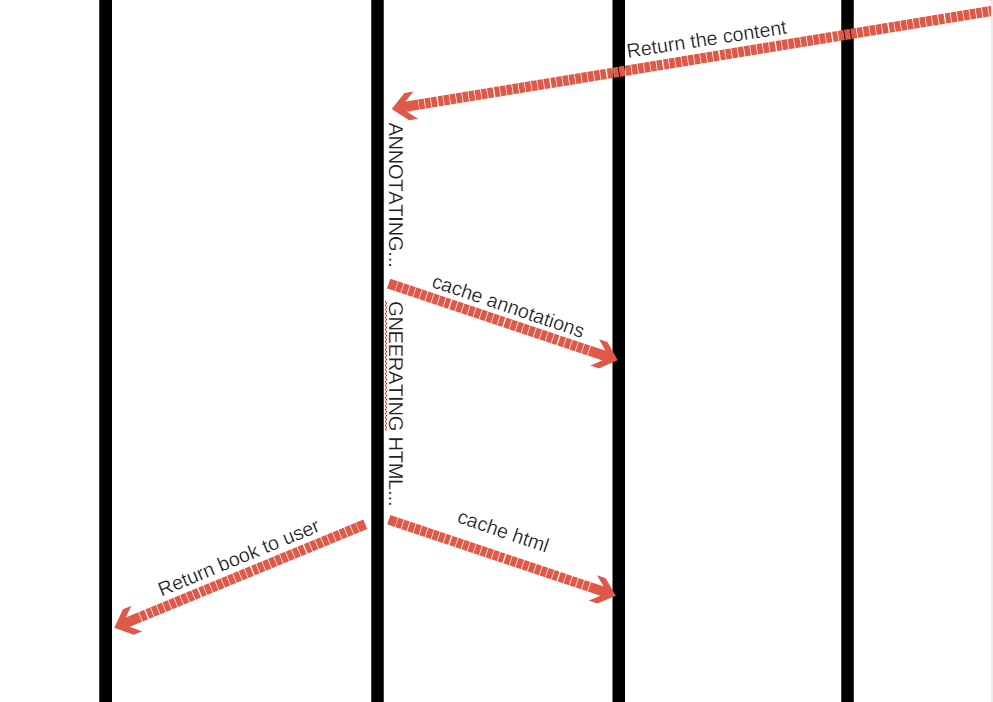 Return the content
ANNOTATING...
cache annotations
GNEERATING HTML...
cache html
Return book to user